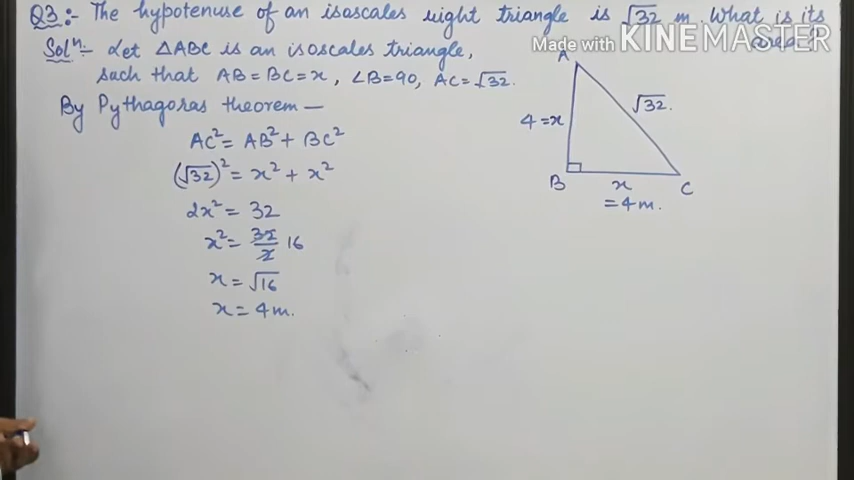 Q3:- The hypotenuse of an isoscales right triangle is √32 m. What is its area?
Solⁿ:- Let △ABC is an isoscales triangle,
such that AB = BC = x, ∠B=90, AC=√32.
By Pythagoras theorem —
AC² = AB² + BC²
(√32)² = x² + x²
2x² = 32
x² = 32/2 16
x = √16
x = 4m.
A
4 = x
√32.
B
x
C
= 4m.
Made with KINEMASTER